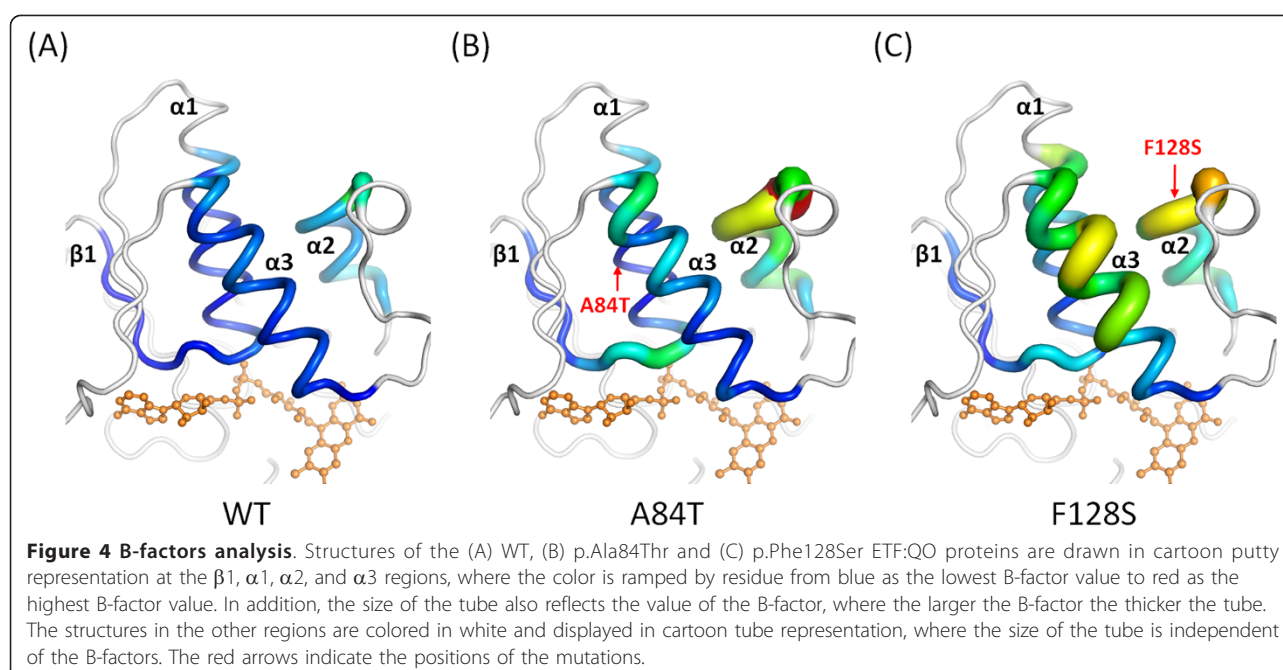 (A) (B) (C)
α1 α1 α1
F128S
α2 α2 α2
β1 α3 β1 α3 β1 α3
A84T
WT A84T F128S
Figure 4 B-factors analysis. Structures of the (A) WT, (B) p.Ala84Thr and (C) p.Phe128Ser ETF:QO proteins are drawn in cartoon putty
representation at the β1, α1, α2, and α3 regions, where the color is ramped by residue from blue as the lowest B-factor value to red as the
highest B-factor value. In addition, the size of the tube also reflects the value of the B-factor, where the larger the B-factor the thicker the tube.
The structures in the other regions are colored in white and displayed in cartoon tube representation, where the size of the tube is independent
of the B-factors. The red arrows indicate the positions of the mutations.